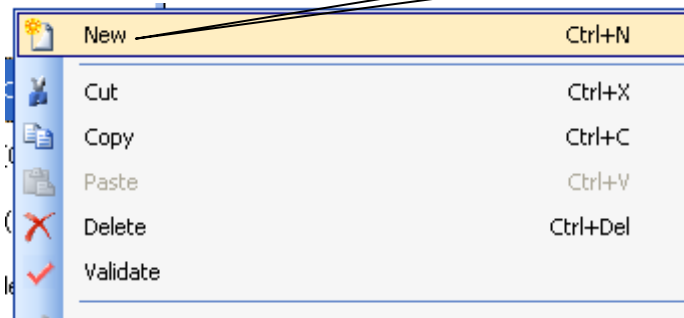 New Ctrl+N
Cut Ctrl+X
Copy Ctrl+C
Paste Ctrl+V
Delete Ctrl+Del
Validate